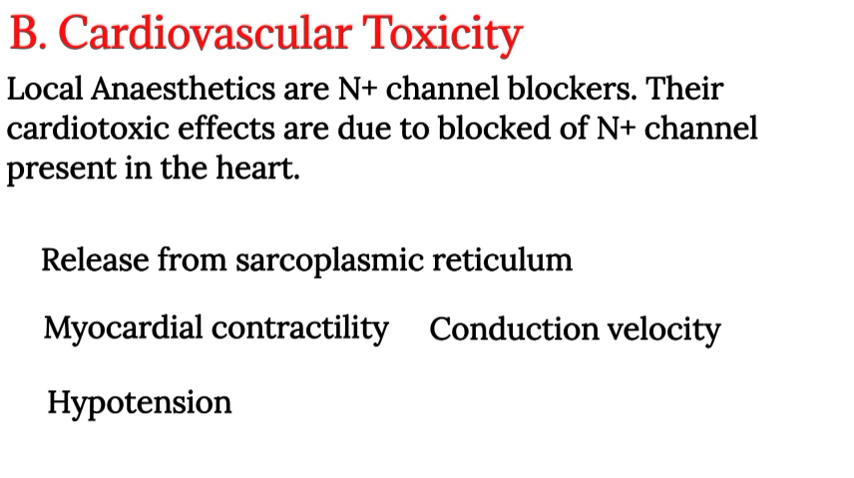 B. Cardiovascular Toxicity
Local Anaesthetics are N+ channel blockers. Their
cardiotoxic effects are due to blocked of N+ channel
present in the heart.
Release from sarcoplasmic reticulum
Myocardial contractility Conduction velocity
Hypotension